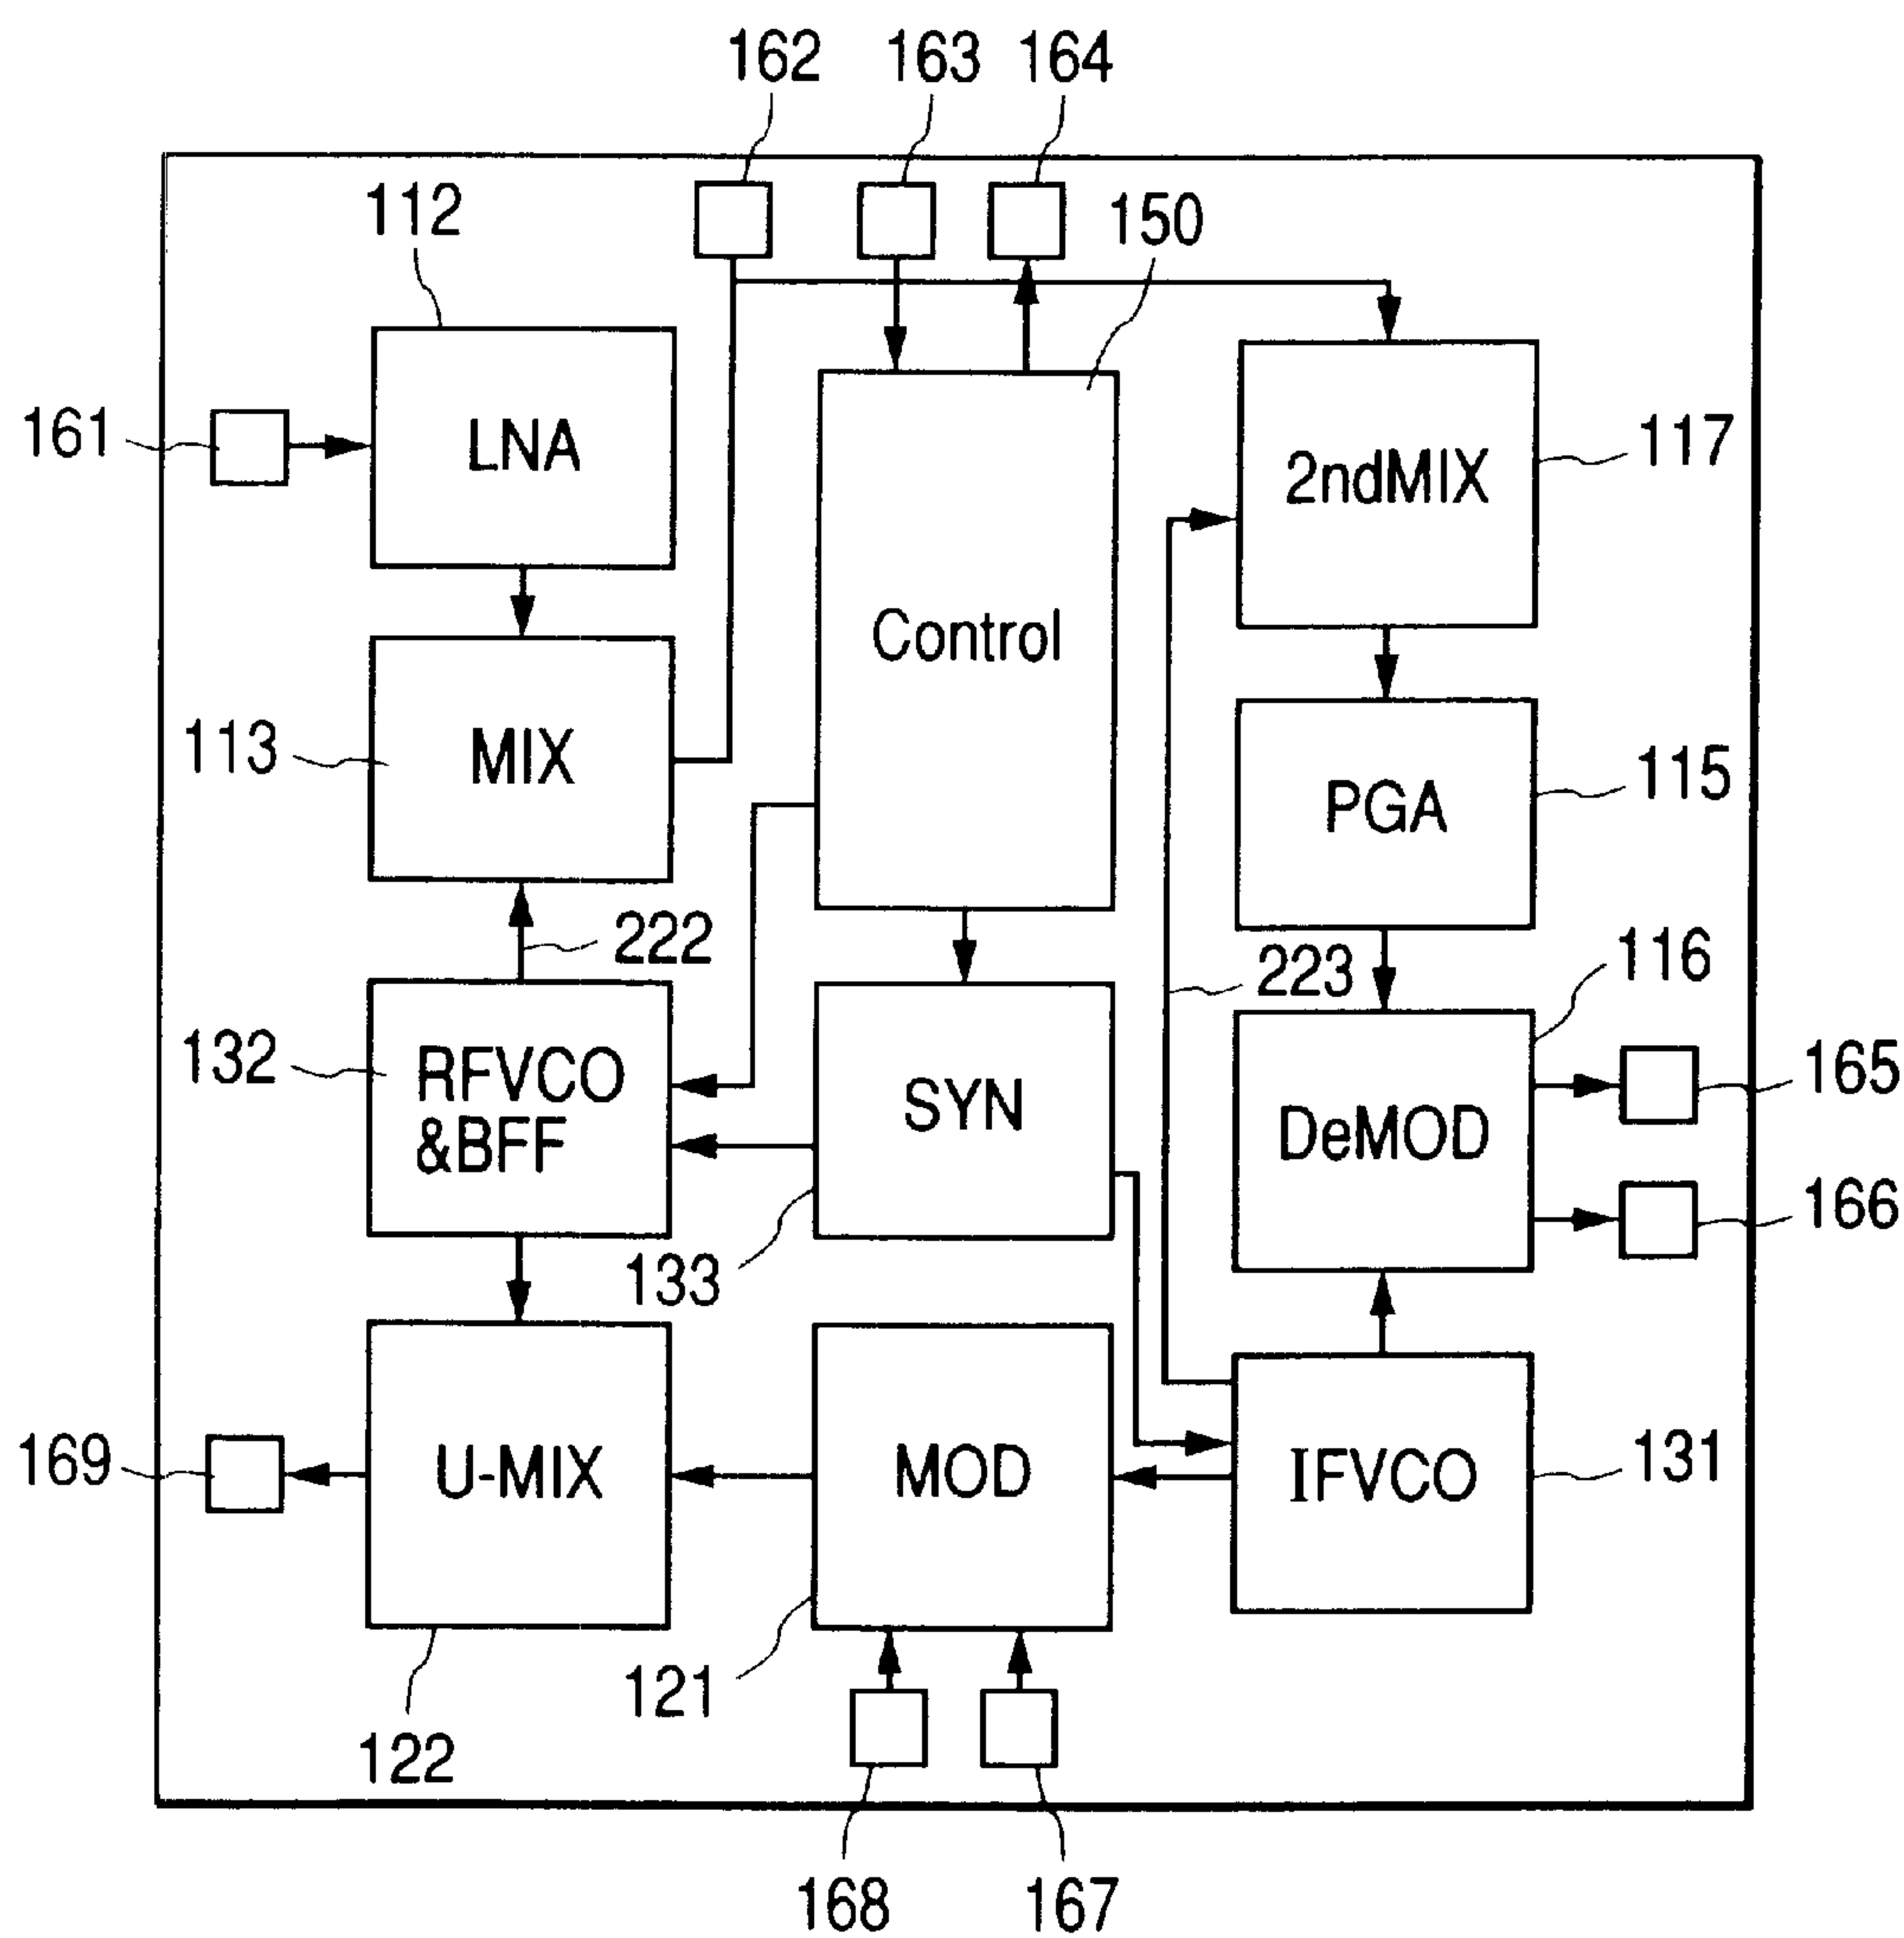 162 163 164
112
150
161
LNA
2ndMIX
117
Control
113
MIX
PGA
115
222
223
116
132
RFVCO
&BFF
SYN
DeMOD
165
166
133
169
U-MIX
MOD
IFVCO
131
121
122
168
167